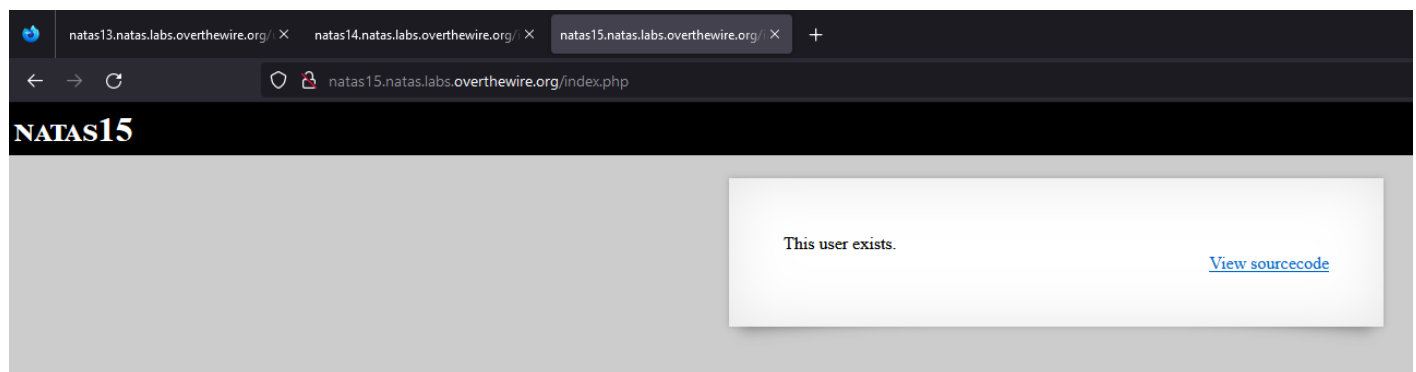 natas13.natas.labs.overthewire.org/
natas14.natas.labs.overthewire.org/
natas15.natas.labs.overthewire.org/
natas15.natas.labs.overthewire.org/index.php
NATAS15
This user exists.
View sourcecode